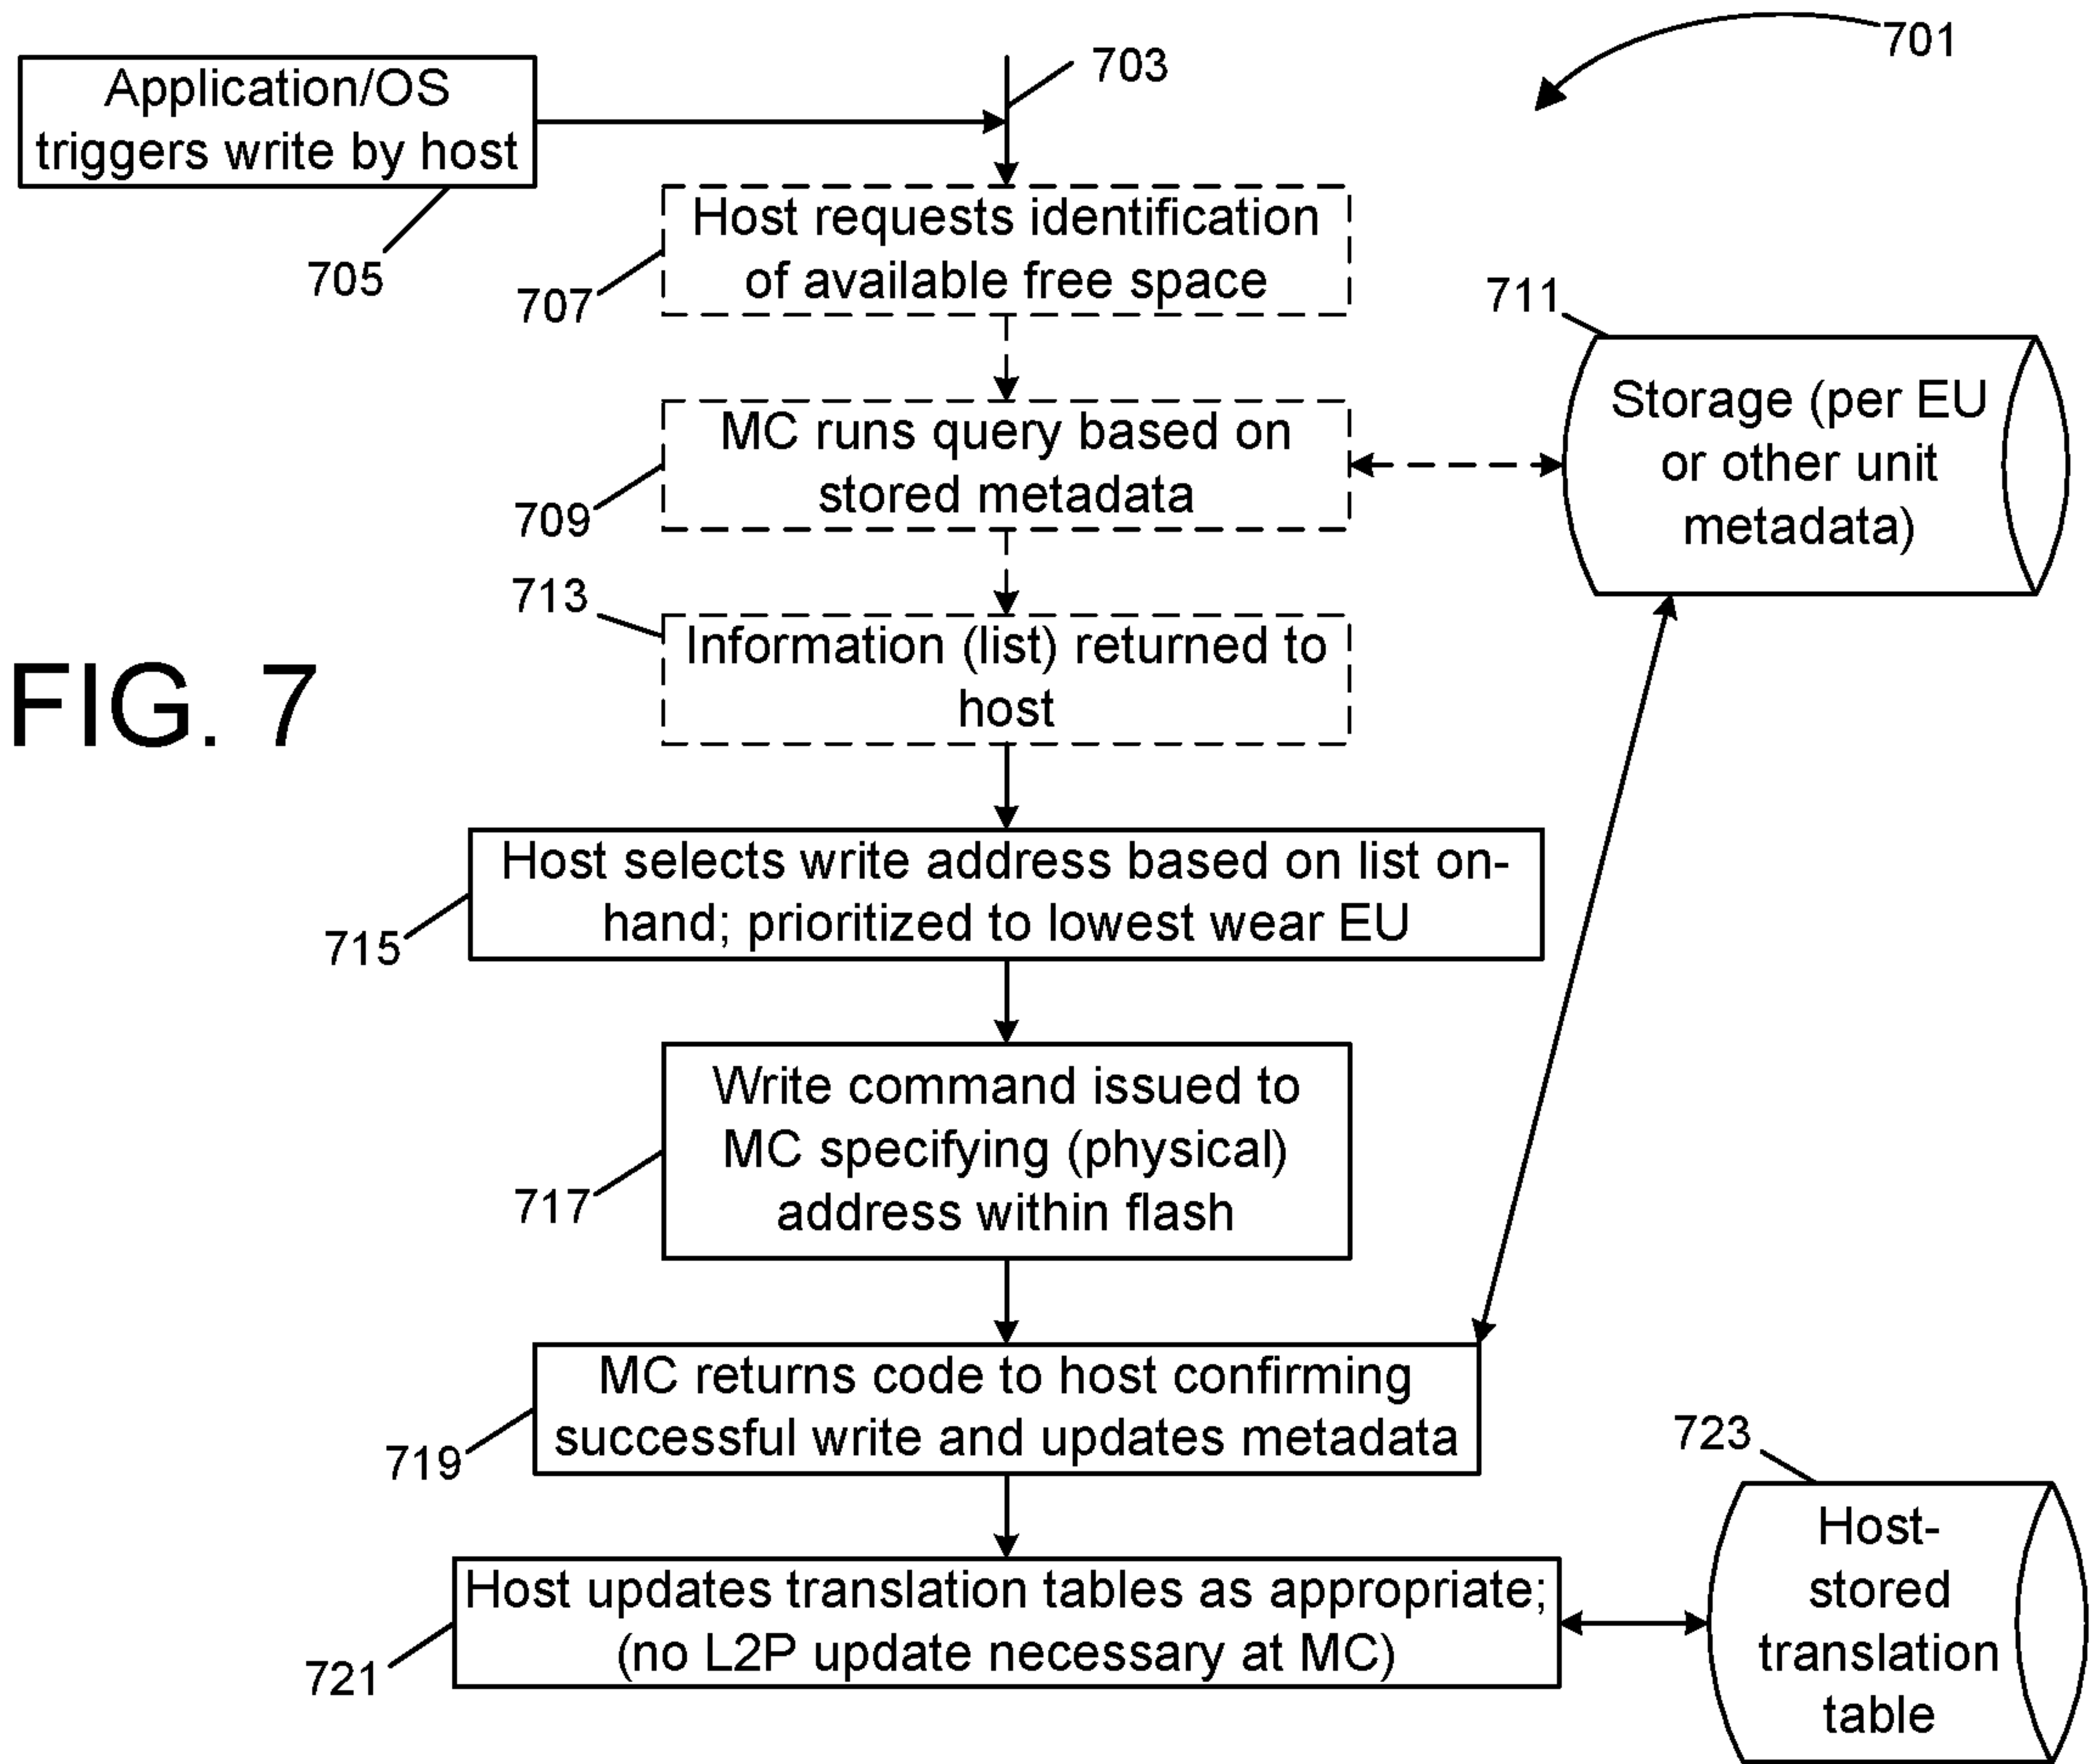 701
703
Application/OS
triggers write by host
705
Host requests identification
of available free space
707
711
Storage (per EU
or other unit
metadata)
MC runs query based on
stored metadata
709
713
Information (list) returned to
host
FIG. 7
Host selects write address based on list on-
hand; prioritized to lowest wear EU
715
Write command issued to
MC specifying (physical)
address within flash
717
MC returns code to host confirming
successful write and updates metadata
719
723
Host-
stored
translation
table
Host updates translation tables as appropriate;
(no L2P update necessary at MC)
721